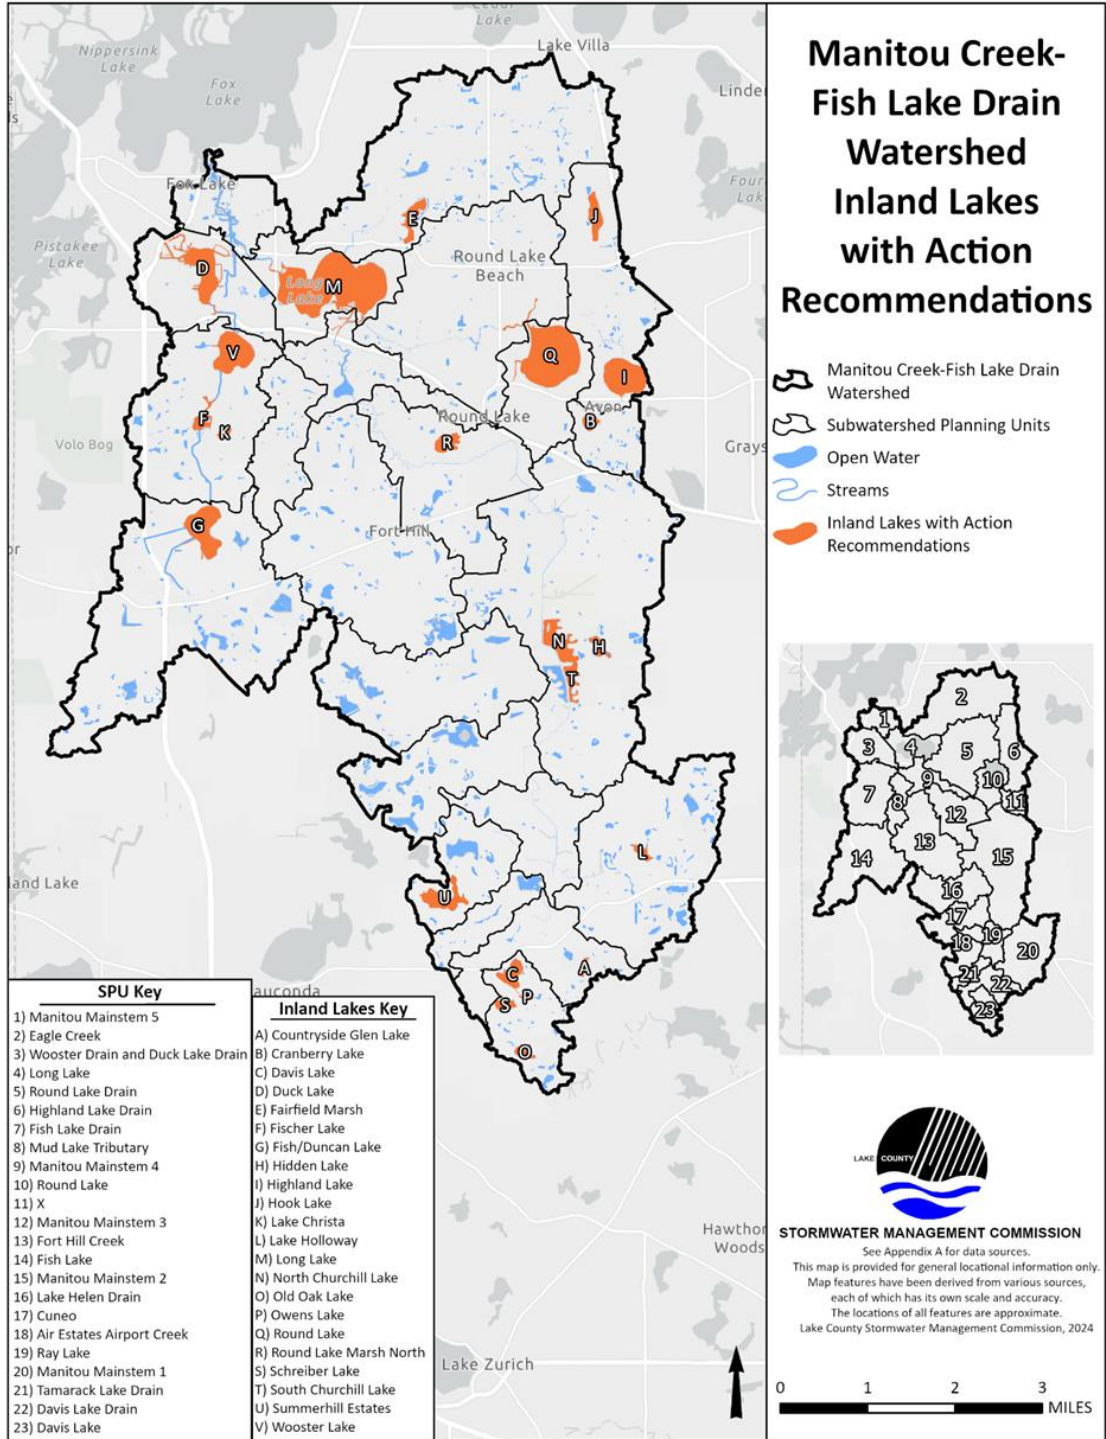 Cedar
Lake
Lake Villa
Nippersink
Lake
Fox
Lake
Linde
ds
Fox Lake
Four
Lak
Pistakee
Lake
Round Lake
Beach
Long
Lake
Round Lake
Avon
Volo Bog
Grays
Fort Hill
or
land Lake
auconda
Hawthor
Woods
Lake Zurich
E
J
D
M
V
Q
I
F
K
B
R
G
N
H
T
L
U
C
A
P
S
O
SPU Key
1) Manitou Mainstem 5
2) Eagle Creek
3) Wooster Drain and Duck Lake Drain
4) Long Lake
5) Round Lake Drain
6) Highland Lake Drain
7) Fish Lake Drain
8) Mud Lake Tributary
9) Manitou Mainstem 4
10) Round Lake
11) X
12) Manitou Mainstem 3
13) Fort Hill Creek
14) Fish Lake
15) Manitou Mainstem 2
16) Lake Helen Drain
17) Cuneo
18) Air Estates Airport Creek
19) Ray Lake
20) Manitou Mainstem 1
21) Tamarack Lake Drain
22) Davis Lake Drain
23) Davis Lake
Inland Lakes Key
A) Countryside Glen Lake
B) Cranberry Lake
C) Davis Lake
D) Duck Lake
E) Fairfield Marsh
F) Fischer Lake
G) Fish/Duncan Lake
H) Hidden Lake
I) Highland Lake
J) Hook Lake
K) Lake Christa
L) Lake Holloway
M) Long Lake
N) North Churchill Lake
O) Old Oak Lake
P) Owens Lake
Q) Round Lake
R) Round Lake Marsh North
S) Schreiber Lake
T) South Churchill Lake
U) Summerhill Estates
V) Wooster Lake
Manitou Creek-
Fish Lake Drain
Watershed
Inland Lakes
with Action
Recommendations
Manitou Creek-Fish Lake Drain
Watershed
Subwatershed Planning Units
Open Water
Streams
Inland Lakes with Action
Recommendations
1
2
3
4
5
6
7
8
9
10
11
12
13
14
15
16
17
18
19
20
21
22
23
LAKE COUNTY
STORMWATER MANAGEMENT COMMISSION
See Appendix A for data sources.
This map is provided for general locational information only.
Map features have been derived from various sources,
each of which has its own scale and accuracy.
The locations of all features are approximate.
Lake County Stormwater Management Commission, 2024
0 1 2 3
MILES